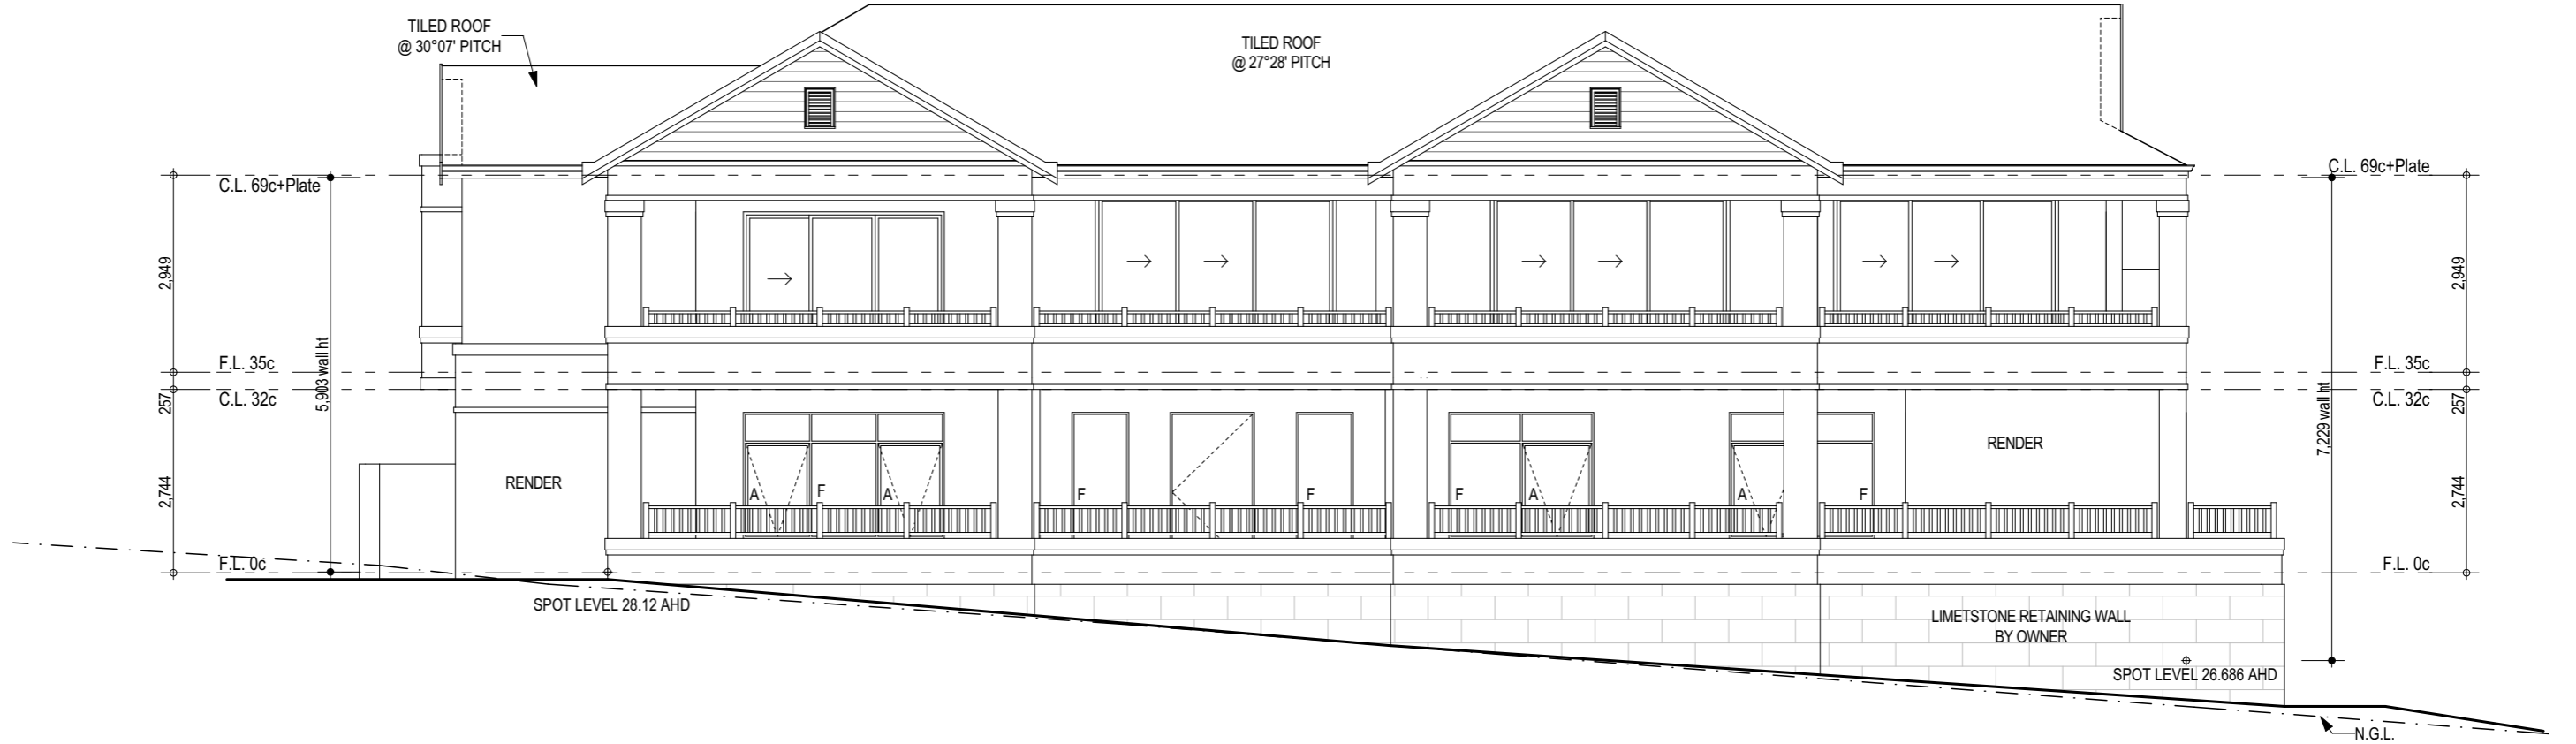 TILED ROOF
@ 30°07' PITCH
TILED ROOF
@ 27°28' PITCH
C.L. 69c+Plate
C.L. 69c+Plate
2,949
5,903 wall ht
2,949
F.L. 35c
F.L. 35c
257
C.L. 32c
7,229 wall ht
257
C.L. 32c
RENDER
RENDER
2,744
A
F
A
F
F
F
A
A
F
2,744
F.L. 0c
F.L. 0c
SPOT LEVEL 28.12 AHD
LIMETSTONE RETAINING WALL
BY OWNER
SPOT LEVEL 26.686 AHD
N.G.L.